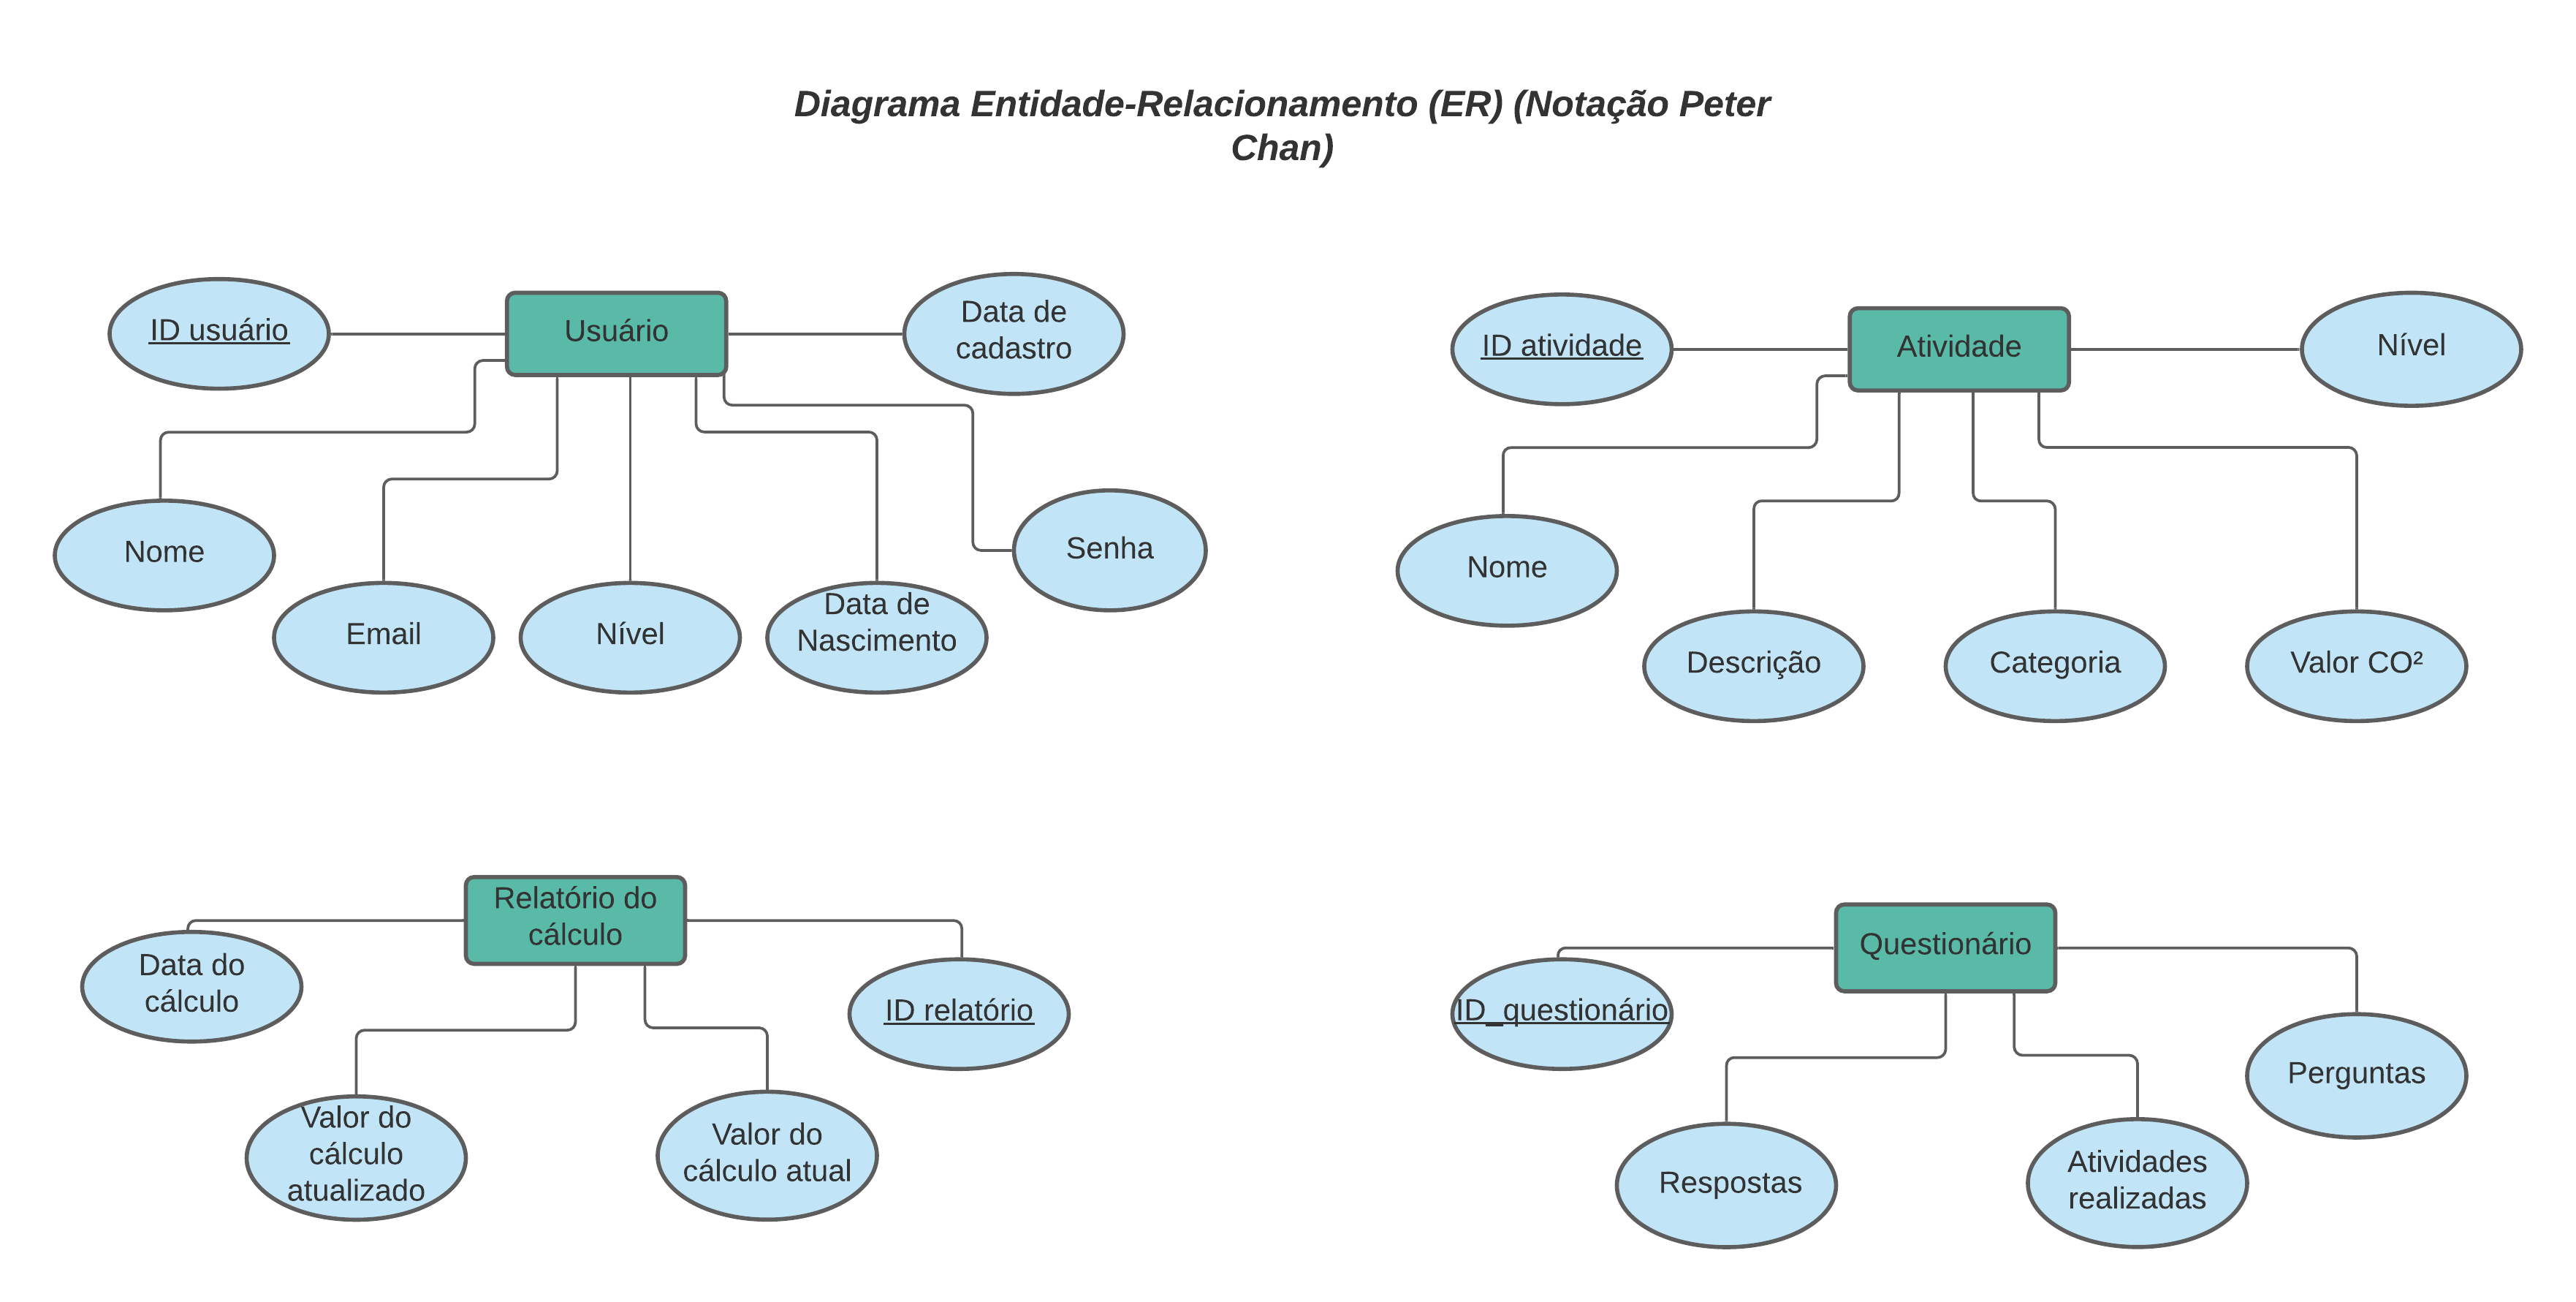 Diagrama Entidade-Relacionamento (ER) (Notação Peter
Chan)
ID usuário
Usuário
Data de
cadastro
Nome
Email
Nível
Data de
Nascimento
Senha
ID atividade
Atividade
Nível
Nome
Descrição
Categoria
Valor CO²
Relatório do
cálculo
Data do
cálculo
ID relatório
Valor do
cálculo
atualizado
Valor do
cálculo atual
Questionário
ID_questionário
Perguntas
Respostas
Atividades
realizadas